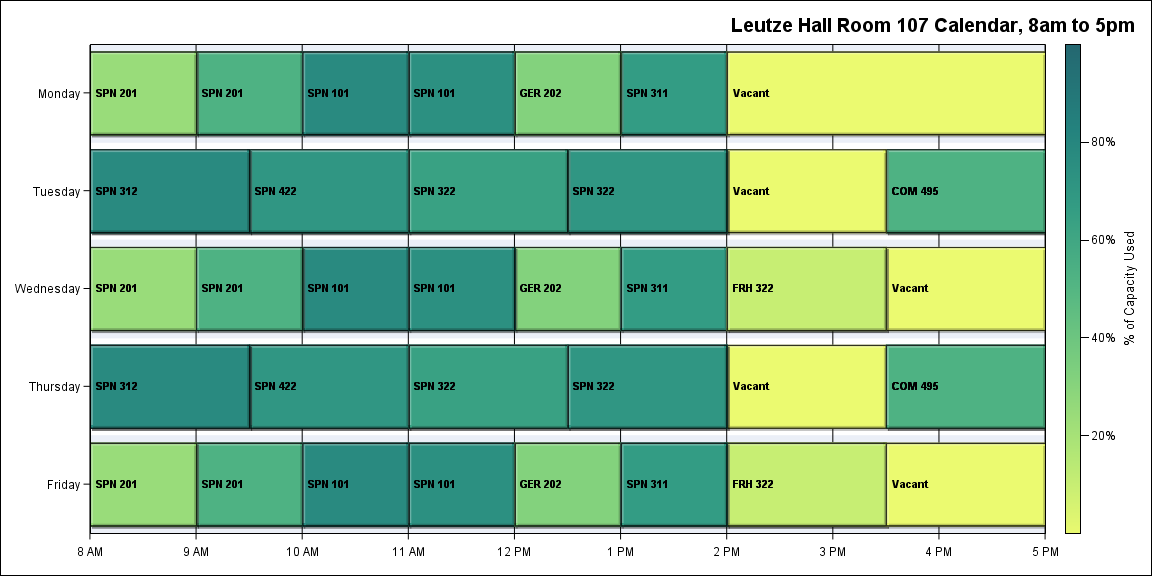 Leutze Hall Room 107 Calendar, 8am to 5pm
Monday SPN 201 SPN 201 SPN 101 SPN 101 GER 202 SPN 311 Vacant
80%
Tuesday SPN 312 SPN 422 SPN 322 SPN 322 Vacant COM 495
60%
% of Capacity Used
Wednesday SPN 201 SPN 201 SPN 101 SPN 101 GER 202 SPN 311 FRH 322 Vacant
40%
Thursday SPN 312 SPN 422 SPN 322 SPN 322 Vacant COM 495
20%
Friday SPN 201 SPN 201 SPN 101 SPN 101 GER 202 SPN 311 FRH 322 Vacant
8 AM 9 AM 10 AM 11 AM 12 PM 1 PM 2 PM 3 PM 4 PM 5 PM